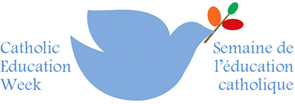 Catholic
Education
Week
Semaine de
l'éducation
catholique